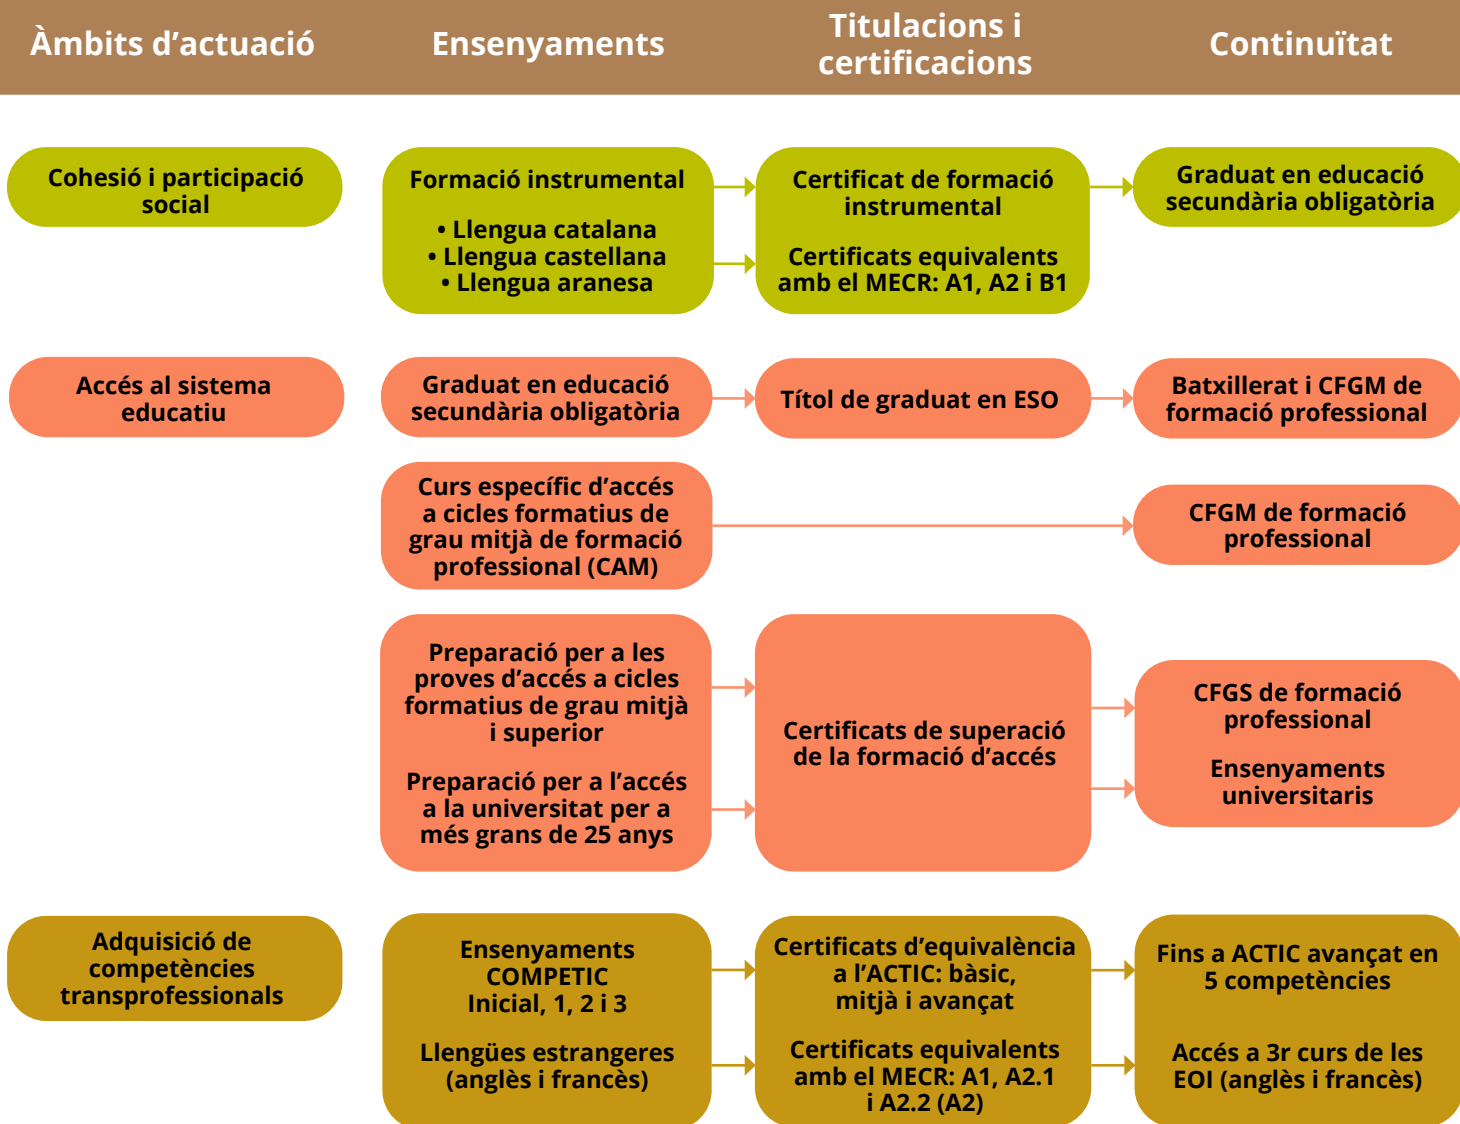 Àmbits d’actuació
Ensenyaments
Titulacions i
certificacions
Continuïtat
Cohesió i participació
social
Formació instrumental
• Llengua catalana
• Llengua castellana
• Llengua aranesa
Certificat de formació
instrumental
Certificats equivalents
amb el MECR: A1, A2 i B1
Graduat en educació
secundària obligatòria
Accés al sistema
educatiu
Graduat en educació
secundària obligatòria
Títol de graduat en ESO
Batxillerat i CFGM de
formació professional
Curs específic d’accés
a cicles formatius de
grau mitjà de formació
professional (CAM)
CFGM de formació
professional
Preparació per a les
proves d’accés a cicles
formatius de grau mitjà
i superior
Preparació per a l’accés
a la universitat per a
més grans de 25 anys
Certificats de superació
de la formació d’accés
CFGS de formació
professional
Ensenyaments
universitaris
Adquisició de
competències
transprofessionals
Ensenyaments
COMPETIC
Inicial, 1, 2 i 3
Llengües estrangeres
(anglès i francès)
Certificats d’equivalència
a l’ACTIC: bàsic,
mitjà i avançat
Certificats equivalents
amb el MECR: A1, A2.1
i A2.2 (A2)
Fins a ACTIC avançat en
5 competències
Accés a 3r curs de les
EOI (anglès i francès)